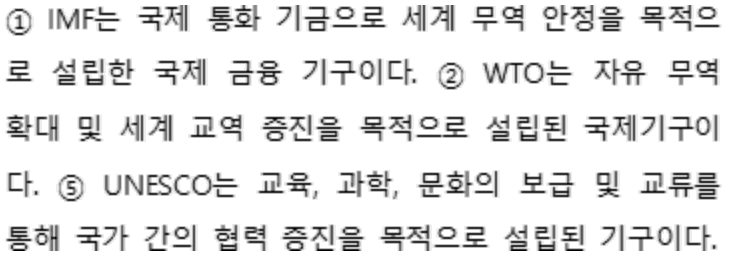 ① IMF는 국제 통화 기금으로 세계 무역 안정을 목적으
로 설립한 국제 금융 기구이다. ② WTO는 자유 무역
확대 및 세계 교역 증진을 목적으로 설립된 국제기구이
다. ⑤ UNESCO는 교육, 과학, 문화의 보급 및 교류를
통해 국가 간의 협력 증진을 목적으로 설립된 기구이다.